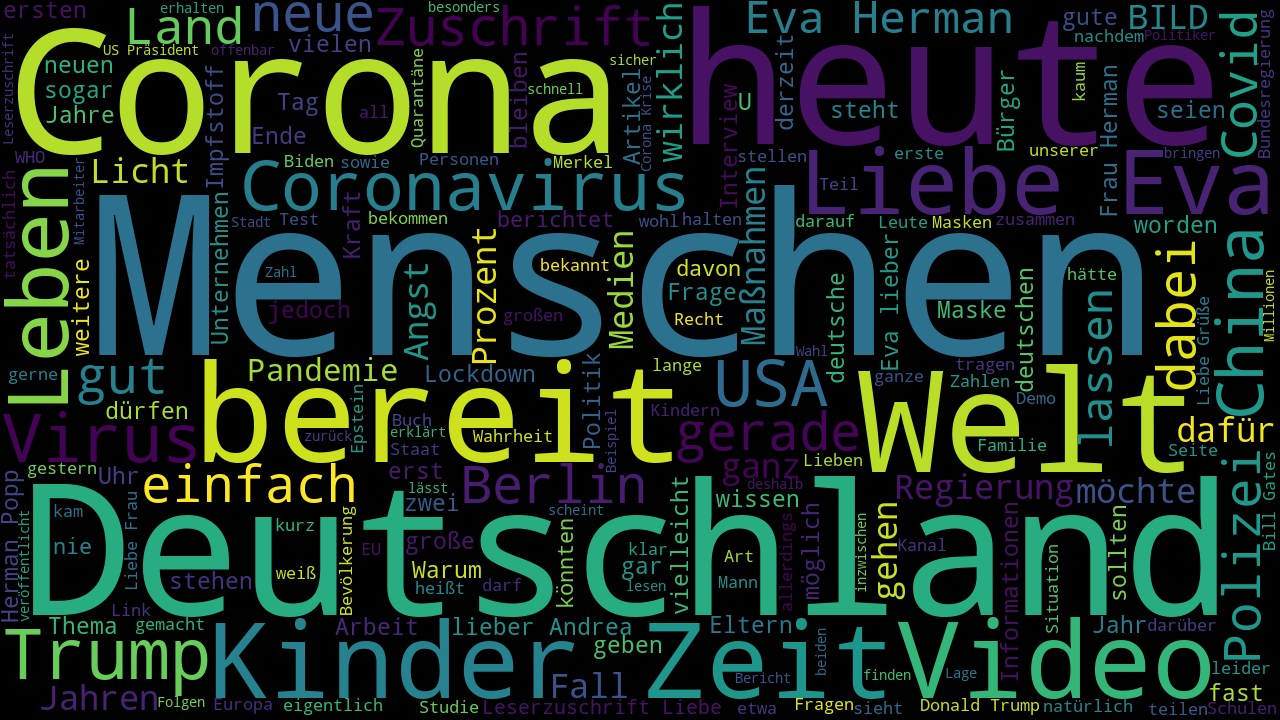 ersten
Land
neue
Zuschrift
besonders
erhalten
Eva Herman
gute
BILD
Covid
US Präsident
offenbar
vielen
nachdem
Politiker
Leserzuschrift
Corona
heute
neuen
sogar
Jahre
Impfstoff
Tag
all
Quarantäne
schnell
bleiben
sicher
Artikel
Corona Krise
wirklich
U
Interview
derzeit
steht
Bürger
Frau Herman
kaum
seien
Bundesregierung
Ende
WHO
Licht
Biden
sowie
Personen
Merkel
stellen
erste
unserer
bringen
tatsächlich
Leben
Mitarbeiter
Coronavirus
Liebe
Eva
Teil
Unternehmen
Stadt
Test
Kraft
bekommen
berichtet
wohl
halten
Maßnahmen
darauf
Leute
Masken
zusammen
worden
China
weitere
Menschen
Zahl
jedoch
Angst
Prozent
bekannt
großen
Medien
davon
Frage
Recht
deutsche
Eva lieber
Maske
deutschen
hätte
lassen
dabei
Liebe Grüße
Millionen
gerne
gut
Pandemie
Lockdown
Politik
lange
USA
Wahl
ganze
tragen
Zahlen
Demo
dürfen
Virus
bereit
Epstein
Buch
erklärt
zurück
Staat
Wahrheit
Beispiel
Kindern
gerade
Welt
Familie
dafür
Seite
gestern
Uhr
einfach
erst
Berlin
ganz
Lieben
deshalb
Regierung
möchte
Polizei
Bill Gates
Herman Popp
veröffentlicht
kam
nie
Liebe Frau
lässt
zwei
scheint
wissen
vielleicht
Deutschland
kurz
stehen
weiß
Bevölkerung
EU
große
Warum
heißt
darf
könnten
klar
gar
lesen
Art
Mann
allerdings
möglich
inzwischen
gehen
Kanal
Informationen
Situation
sollten
Link
Trump
Thema
gemacht
Kinder
Arbeit
lieber Andrea
geben
Zeit
Eltern
beiden
Video
Jahr
darüber
leider
Jahren
Folgen
Europa
eigentlich
Fall
Studie
Leserzuschrift Liebe
etwa
Bericht
Fragen
finden
sieht
Lage
Donald Trump
natürlich
teilen
fast
Schulen